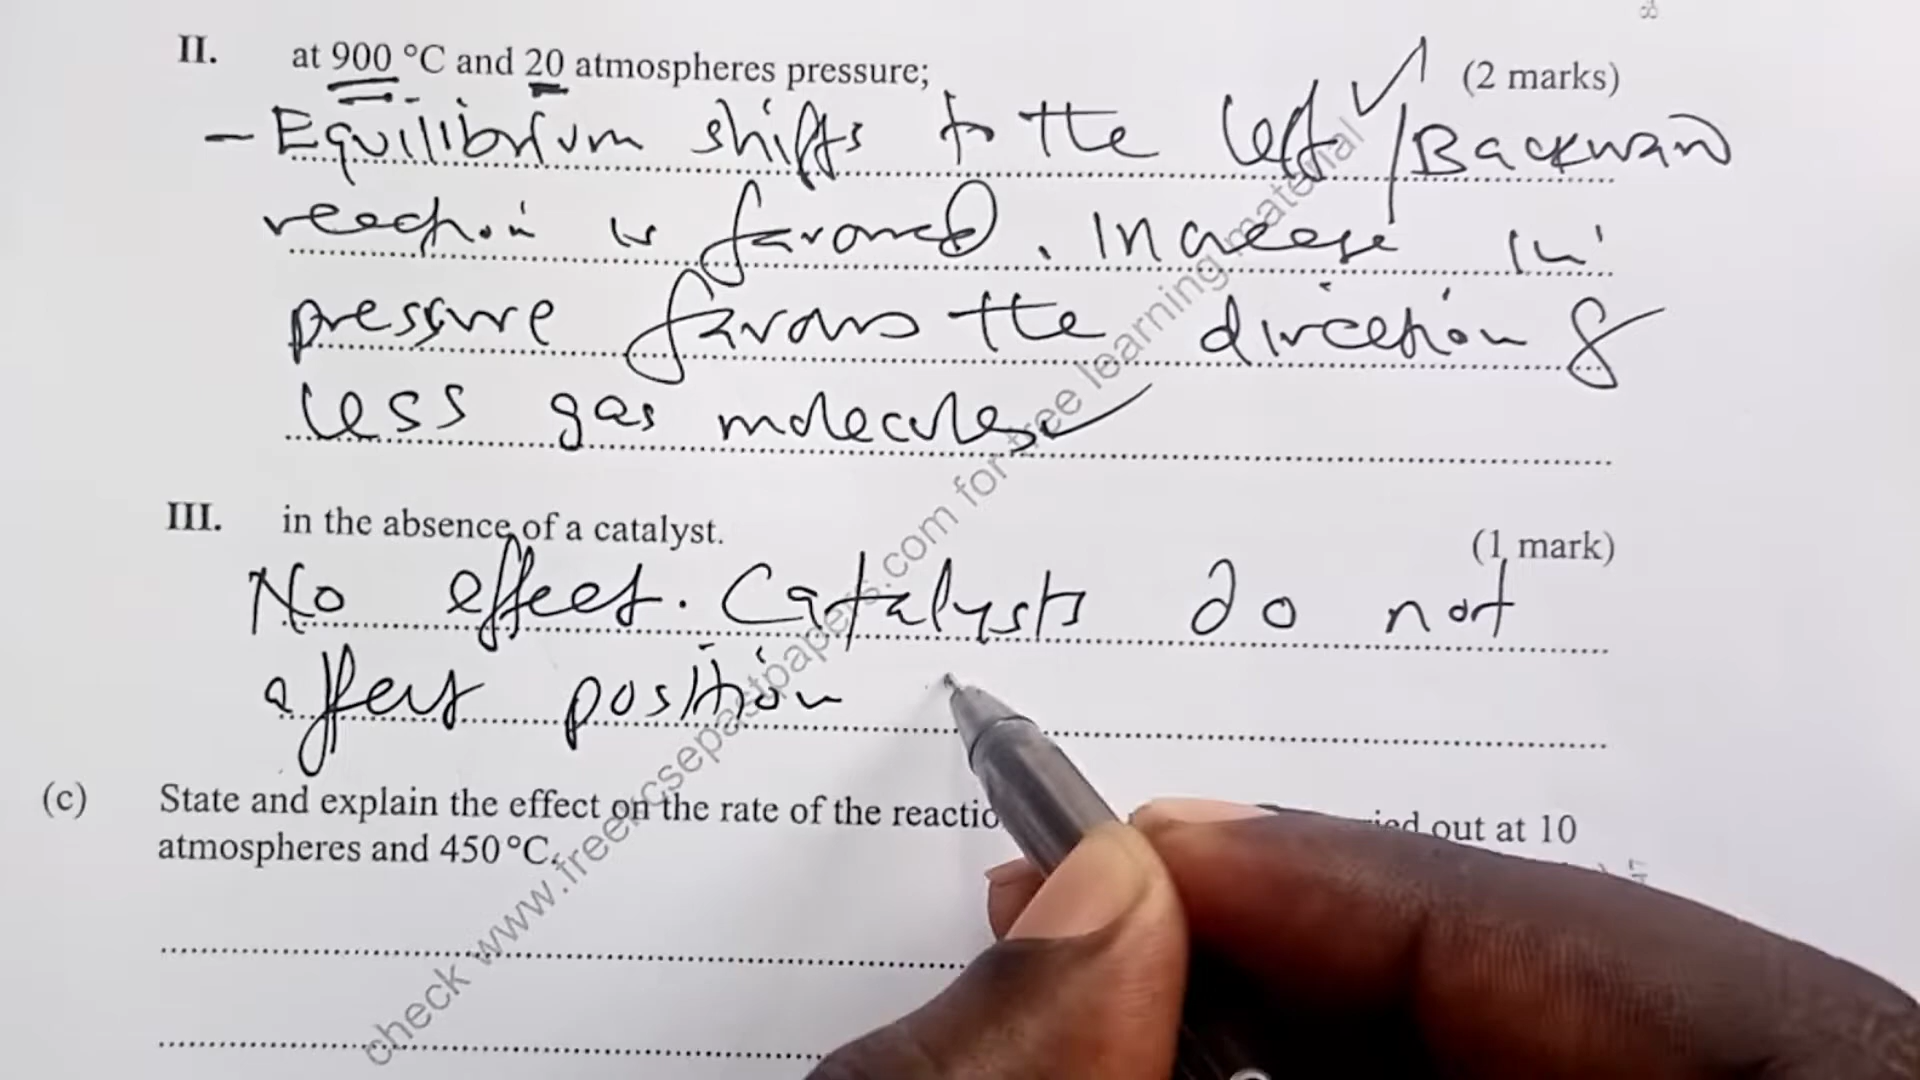 II. at 900 °C and 20 atmospheres pressure; (2 marks)
– Equilibrium shifts to the left / Backward
reaction is favored. Increase in
pressure favors the direction of
less gas molecules
III. in the absence of a catalyst. (1 mark)
No effect. Catalysts do not
affect position
(c) State and explain the effect on the rate of the reactio out at 10
atmospheres and 450 °C.
check www.freekcsepastpapers.com for free learning material